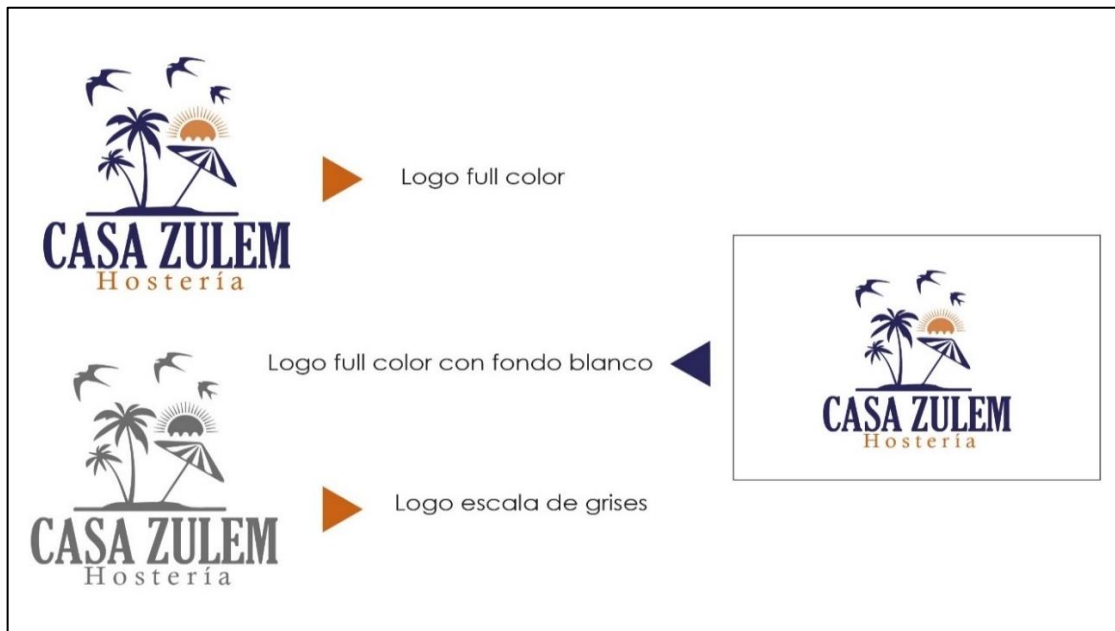 CASA ZULEM
Hostería
Logo full color
Logo full color con fondo blanco
CASA ZULEM
Hostería
CASA ZULEM
Hostería
Logo escala de grises